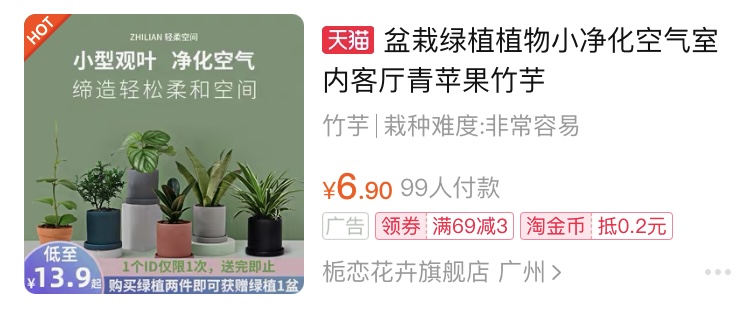 HOT
ZHILIAN 轻柔空间
小型观叶 净化空气
缔造轻松柔和空间
低至
¥13.9起
1个ID仅限1次，送完即止
购买绿植两件即可获赠绿植1盆
天猫 盆栽绿植植物小净化空气室
内客厅青苹果竹芋
竹芋|栽种难度:非常容易
¥6.90 99人付款
广告 领券 满69减3 淘金币 抵0.2元
栀恋花卉旗舰店 广州>